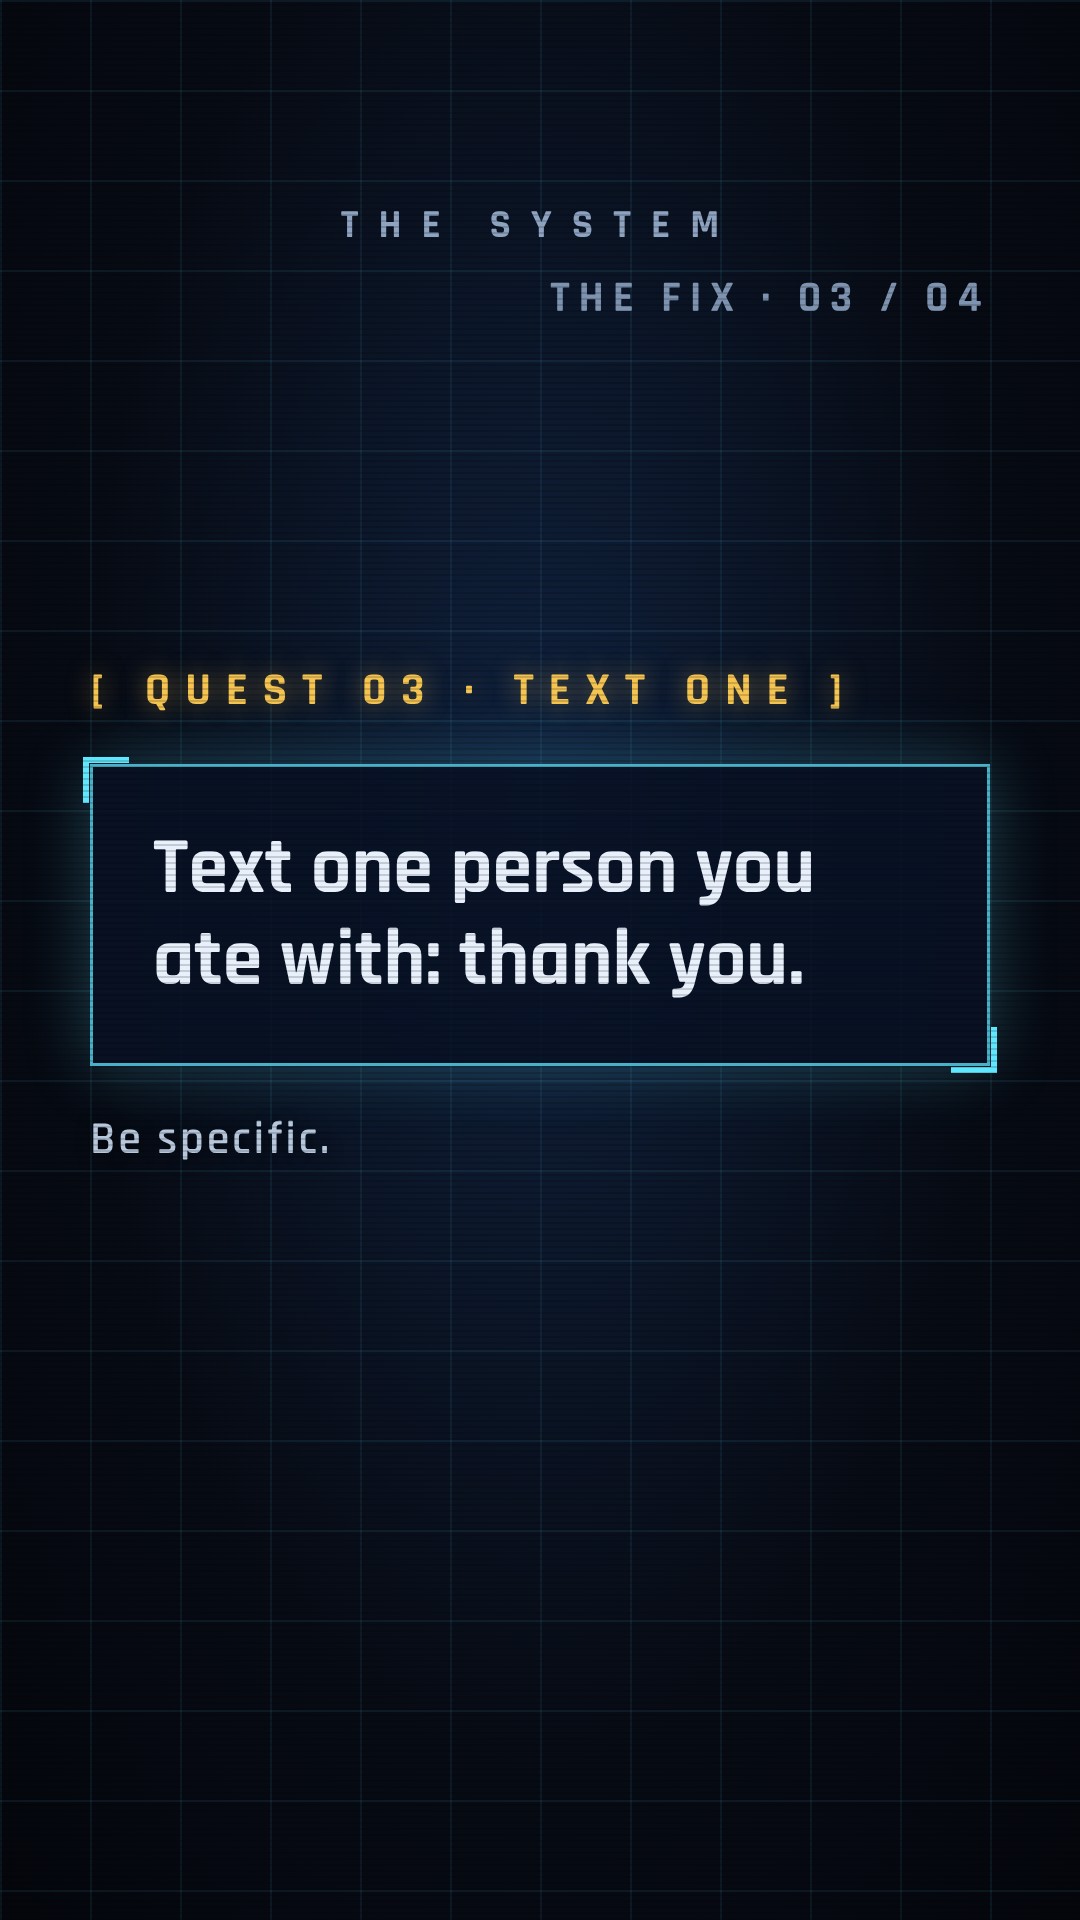 THE SYSTEM
THE FIX · 03 / 04
[ QUEST 03 · TEXT ONE ]
Text one person you
ate with: thank you.
Be specific.